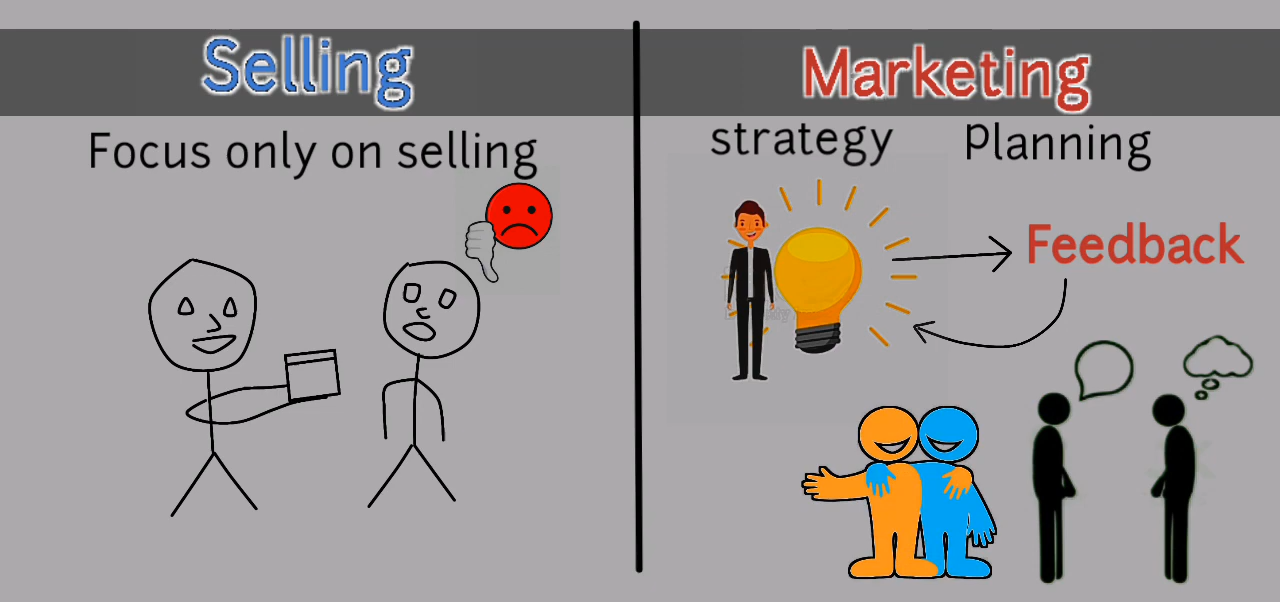 Selling
Focus only on selling
Marketing
strategy planning
Feedback